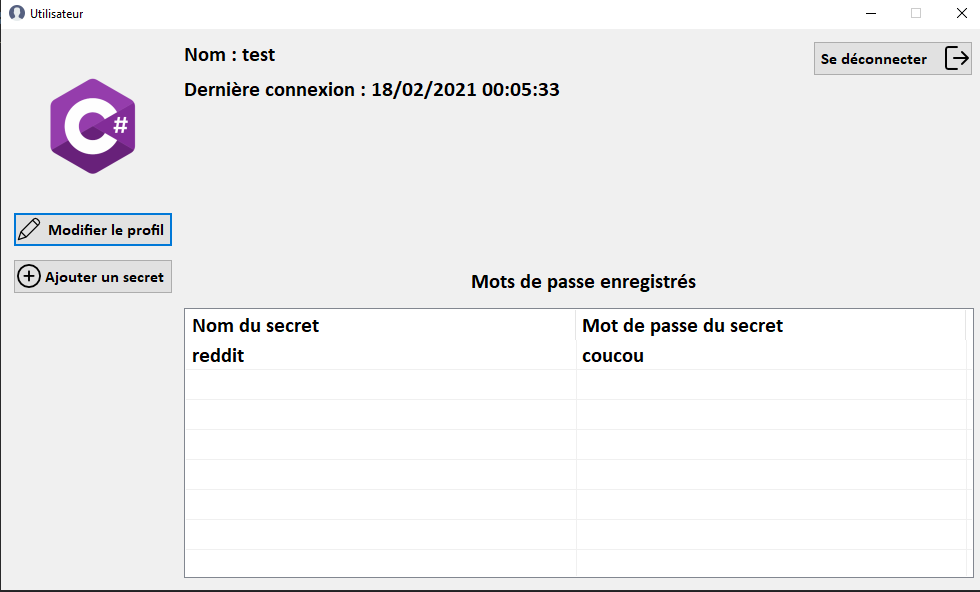 Utilisateur
Nom : test
Se déconnecter
Dernière connexion : 18/02/2021 00:05:33
C#
Modifier le profil
Ajouter un secret
Mots de passe enregistrés
Nom du secret Mot de passe du secret
reddit coucou